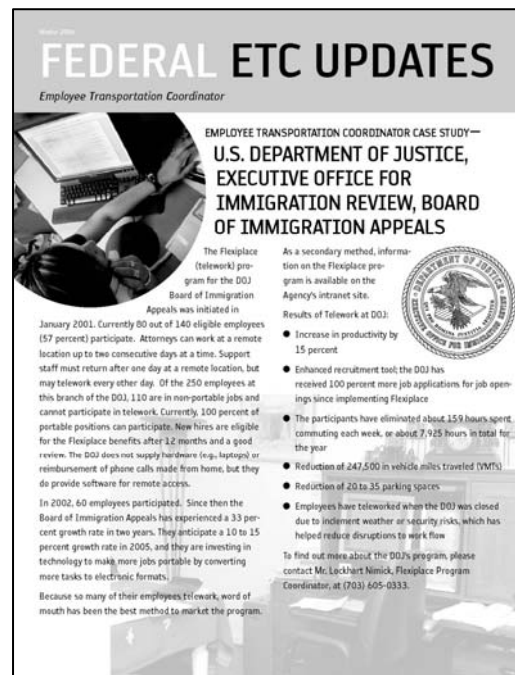 FEDERAL ETC UPDATES
Employee Transportation Coordinator
EMPLOYEE TRANSPORTATION COORDINATOR CASE STUDY—
U.S. DEPARTMENT OF JUSTICE,
EXECUTIVE OFFICE FOR
IMMIGRATION REVIEW, BOARD
OF IMMIGRATION APPEALS
The Flexiplace
(telework) pro-
gram for the DOJ
Board of Immigration
Appeals was initiated in
January 2001. Currently 80 out of 140 eligible employees
(57 percent) participate. Attorneys can work at a remote
location up to two consecutive days at a time. Support
staff must return after one day at a remote location, but
may telework every other day. Of the 250 employees at
this branch of the DOJ, 110 are in non-portable jobs and
cannot participate in telework. Currently, 100 percent of
portable positions can participate. New hires are eligible
for the Flexiplace benefits after 12 months and a good
review. The DOJ does not supply hardware (e.g., laptops) or
reimbursement of phone calls made from home, but they
do provide software for remote access.
In 2002, 60 employees participated. Since then the
Board of Immigration Appeals has experienced a 33 per-
cent growth rate in two years. They anticipate a 10 to 15
percent growth rate in 2005, and they are investing in
technology to make more jobs portable by converting
more tasks to electronic formats.
Because so many of their employees telework, word of
mouth has been the best method to market the program.
As a secondary method, informa-
tion on the Flexiplace pro-
gram is available on the
Agency's intranet site.
Results of Telework at DOJ:
● Increase in productivity by
15 percent
● Enhanced recruitment tool; the DOJ has
received 100 percent more job applications for job open-
ings since implementing Flexiplace
● The participants have eliminated about 159 hours spent
commuting each week, or about 7,925 hours in total for
the year
● Reduction of 247,500 in vehicle miles traveled (VMTs)
● Reduction of 20 to 35 parking spaces
● Employees have teleworked when the DOJ was closed
due to inclement weather or security risks, which has
helped reduce disruptions to work flow
To find out more about the DOJ's program, please
contact Mr. Lockhart Nimick, Flexiplace Program
Coordinator, at (703) 605-0333.
DEPARTMENT OF JUSTICE
EXECUTIVE OFFICE FOR IMMIGRATION